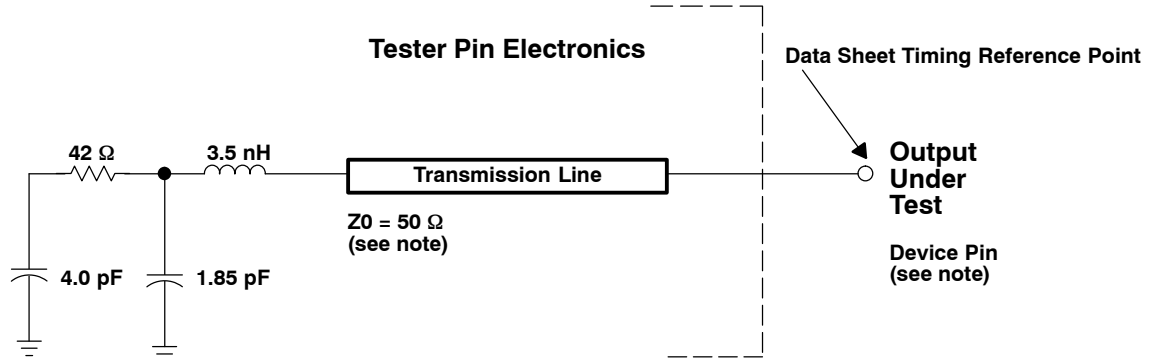 Tester Pin Electronics
Data Sheet Timing Reference Point
42 Ω
3.5 nH
Transmission Line
Output
Under
Test
Z0 = 50 Ω
(see note)
Device Pin
(see note)
4.0 pF
1.85 pF